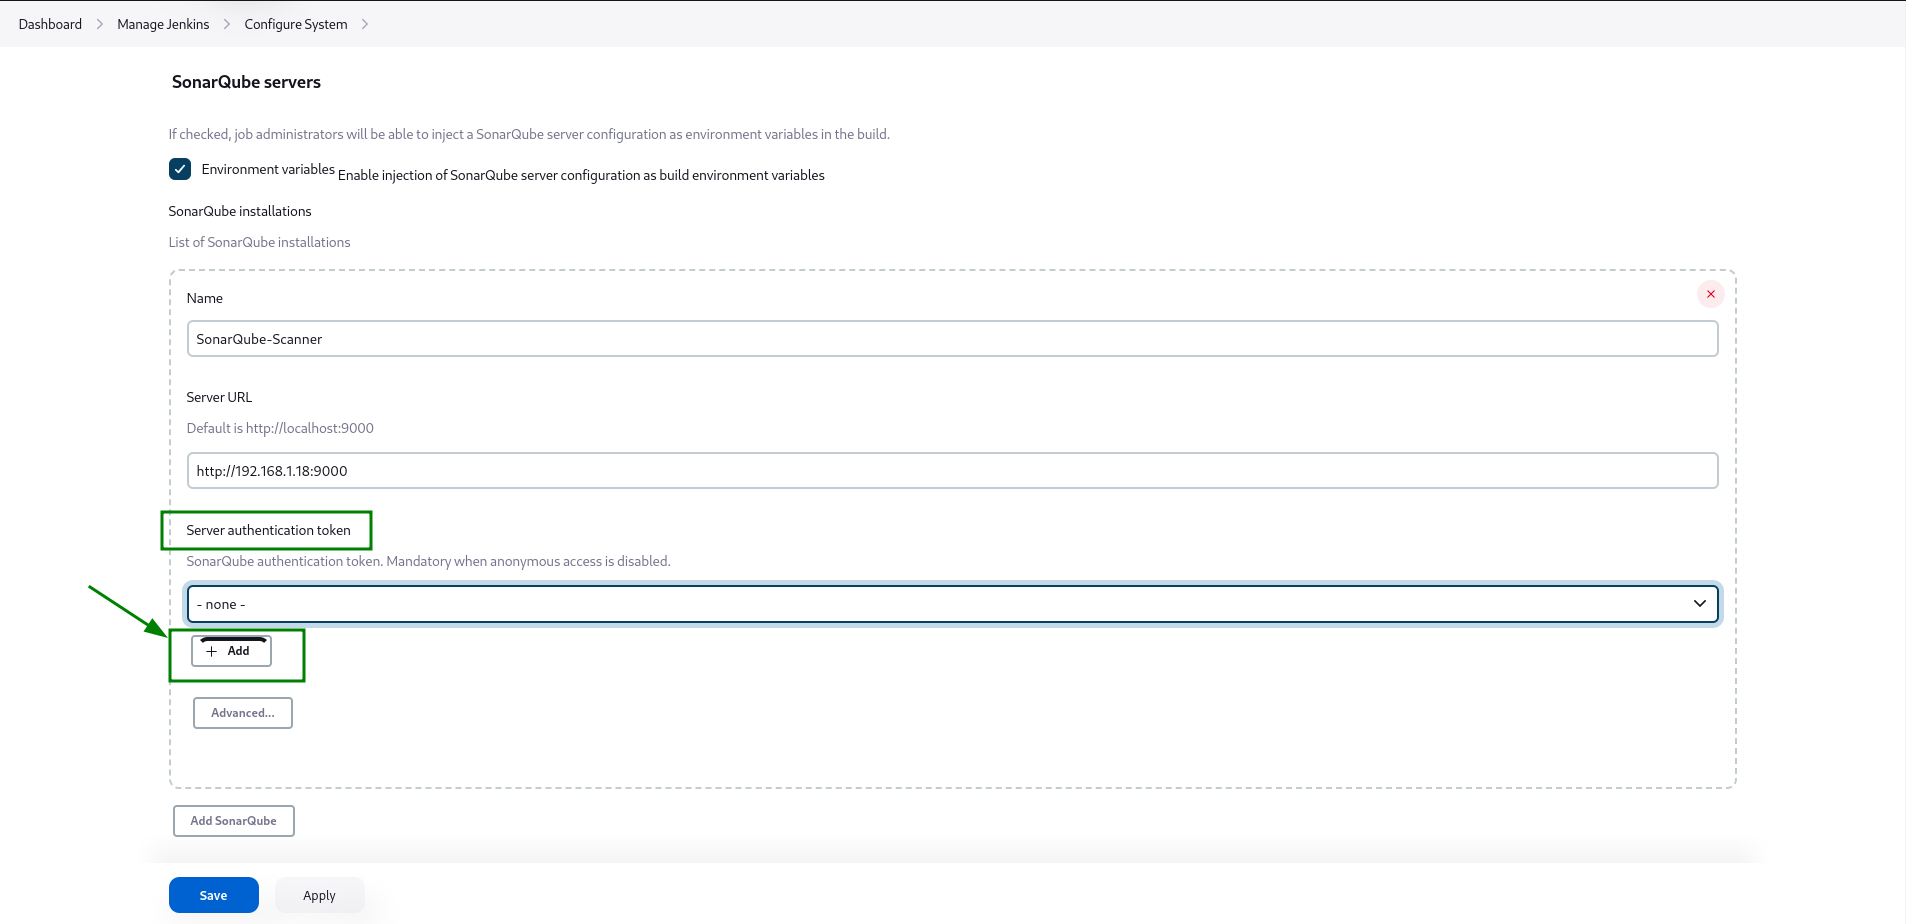 Dashboard > Manage Jenkins > Configure System >
SonarQube servers
If checked, job administrators will be able to inject a SonarQube server configuration as environment variables in the build.
Environment variables Enable injection of SonarQube server configuration as build environment variables
SonarQube installations
List of SonarQube installations
Name
SonarQube-Scanner
Server URL
Default is http://localhost:9000
http://192.168.1.18:9000
Server authentication token
SonarQube authentication token. Mandatory when anonymous access is disabled.
- none -
+ Add
Advanced...
Add SonarQube
Save Apply